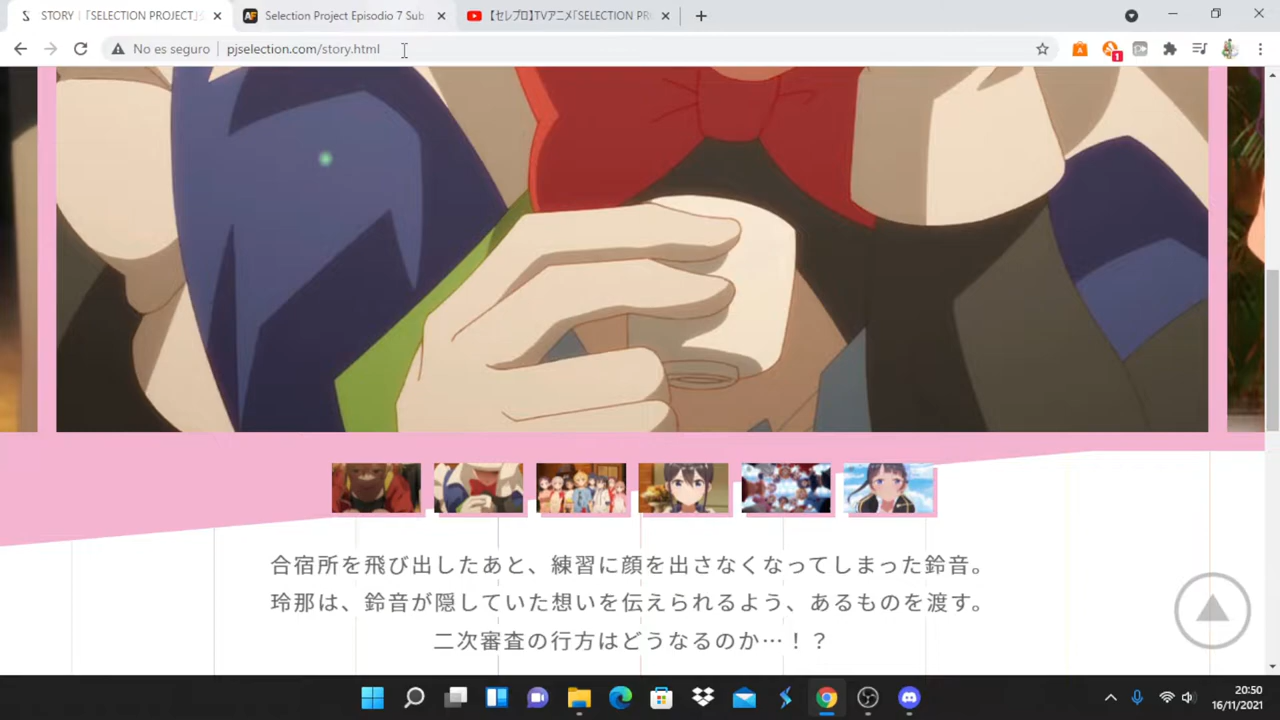 STORY | 『SELECTION PROJECT』
Selection Project Episodio 7 Sub
【セレプロ】TVアニメ『SELECTION PR
No es seguro
pjselection.com/story.html
1
合宿所を飛び出したあと、練習に顔を出さなくなってしまった鈴音。
玲那は、鈴音が隠していた想いを伝えられるよう、あるものを渡す。
二次審査の行方はどうなるのか…！？
20:50
16/11/2021